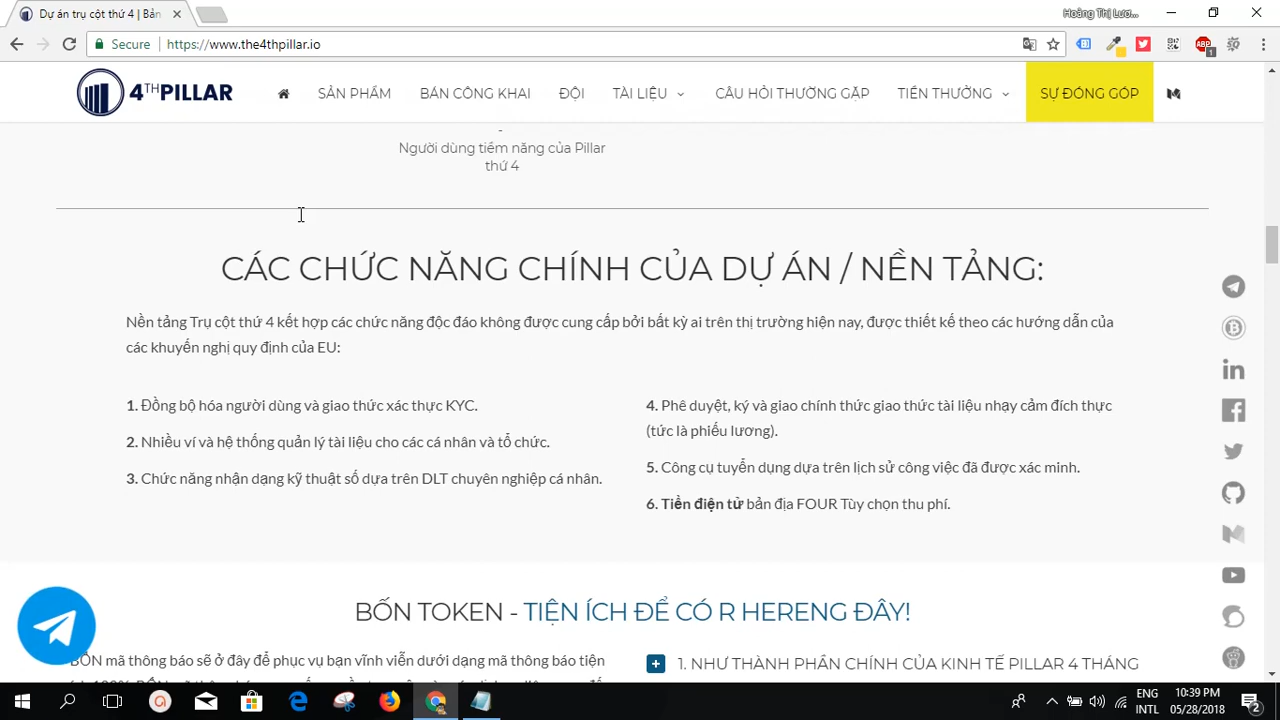 Dự án trụ cột thứ 4 | Bản
Hoàng Thị Lươ...
Secure
https://www.the4thpillar.io
ABP
1
4TH PILLAR
SẢN PHẨM
BÁN CÔNG KHAI
ĐỘI
TÀI LIỆU
CÂU HỎI THƯỜNG GẶP
TIỀN THƯỞNG
SỰ ĐÓNG GÓP
-
Người dùng tiềm năng của Pillar
thứ 4
CÁC CHỨC NĂNG CHÍNH CỦA DỰ ÁN / NỀN TẢNG:
Nền tảng Trụ cột thứ 4 kết hợp các chức năng độc đáo không được cung cấp bởi bất kỳ ai trên thị trường hiện nay, được thiết kế theo các hướng dẫn của
các khuyến nghị quy định của EU:
1. Đồng bộ hóa người dùng và giao thức xác thực KYC.
2. Nhiều ví và hệ thống quản lý tài liệu cho các cá nhân và tổ chức.
3. Chức năng nhận dạng kỹ thuật số dựa trên DLT chuyên nghiệp cá nhân.
4. Phê duyệt, ký và giao chính thức giao thức tài liệu nhạy cảm đích thực
(tức là phiếu lương).
5. Công cụ tuyển dụng dựa trên lịch sử công việc đã được xác minh.
6. Tiền điện tử bản địa FOUR Tùy chọn thu phí.
BỐN TOKEN - TIỆN ÍCH ĐỂ CÓ R HERENG ĐÂY!
BỐN mã thông báo sẽ ở đây để phục vụ bạn vĩnh viễn dưới dạng mã thông báo tiện
1. NHƯ THÀNH PHẦN CHÍNH CỦA KINH TẾ PILLAR 4 THÁNG
ENG
INTL
10:39 PM
05/28/2018
2